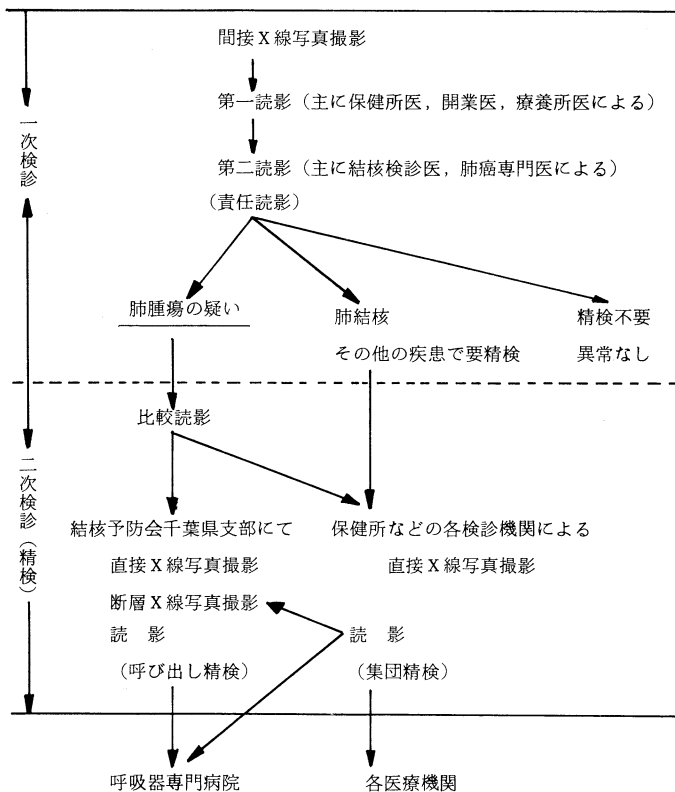 間接X線写真撮影
第一読影(主に保健所医,開業医,療養所医による)
第二読影(主に結核検診医,肺癌専門医による)
(責任読影)
一次検診
肺腫瘍の疑い
肺結核
精検不要
その他の疾患で要精検
異常なし
比較読影
二次検診(精検)
結核予防会千葉県支部にて
保健所などの各検診機関による
直接X線写真撮影
直接X線写真撮影
断層X線写真撮影
読 影
読 影
(呼び出し精検)
(集団精検)
呼吸器専門病院
各医療機関